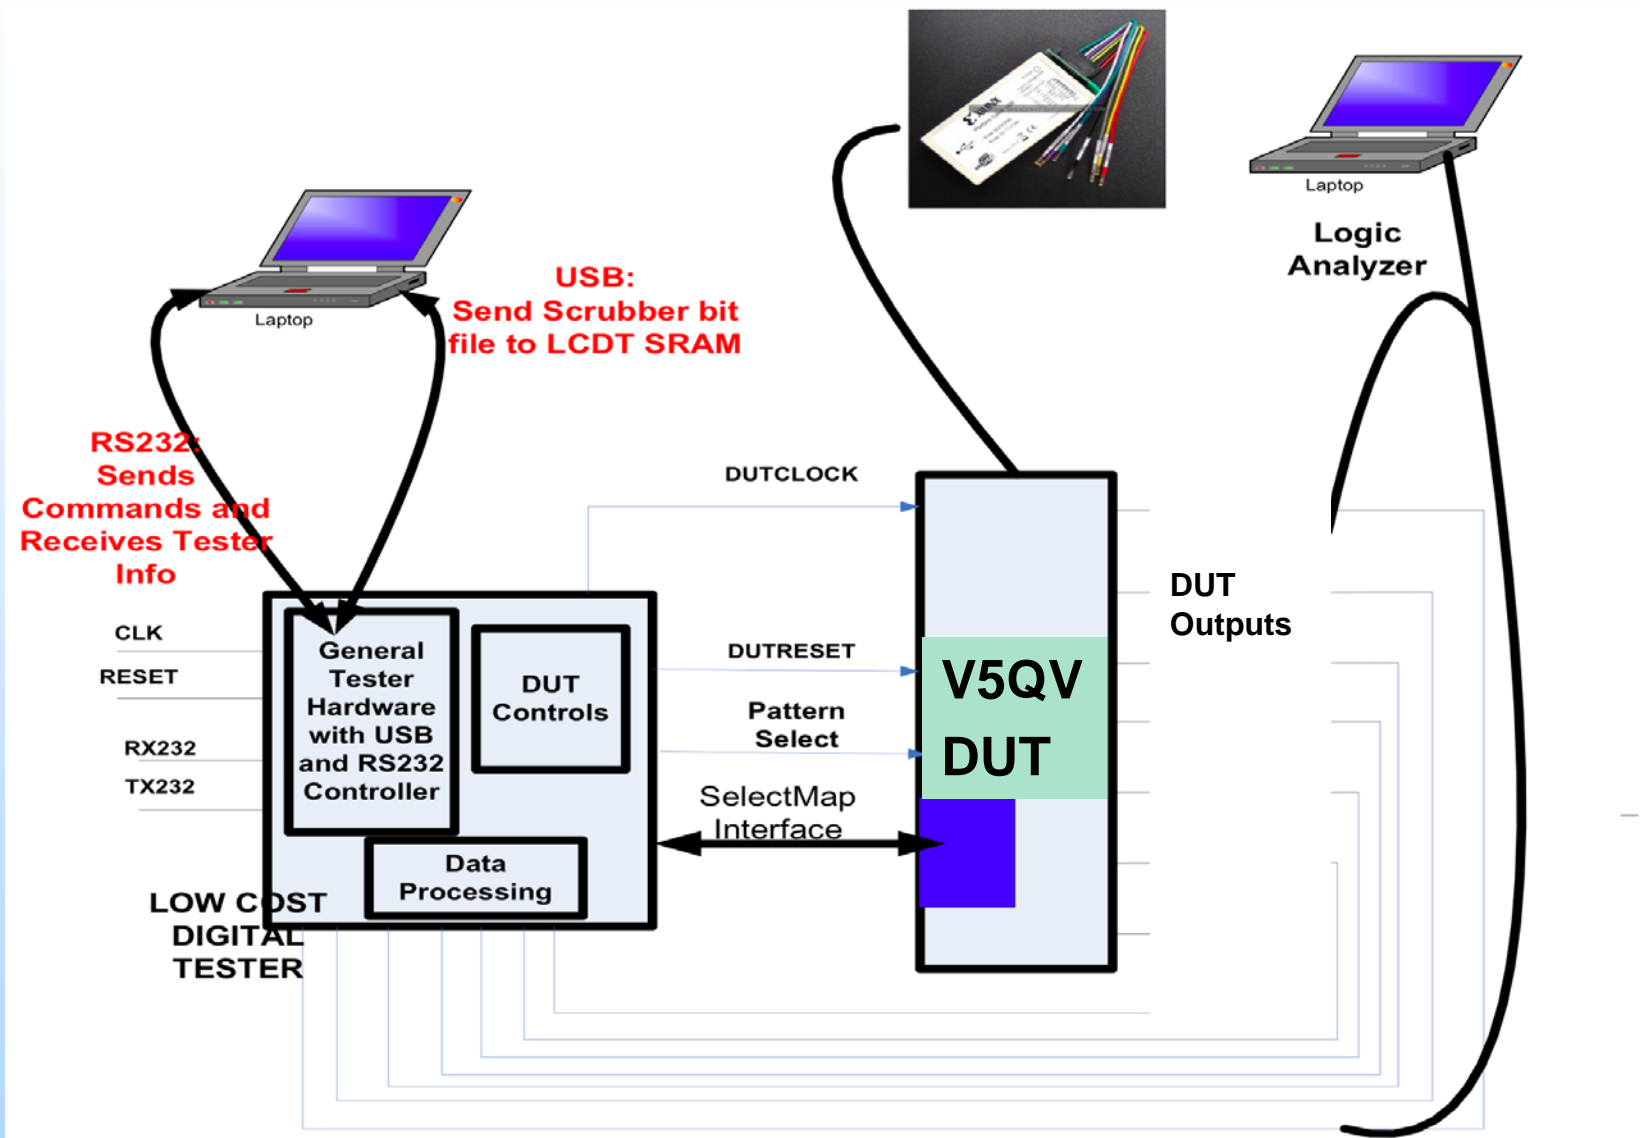 XILINX
Laptop
Logic
Analyzer
Laptop
USB:
Send Scrubber bit
file to LCDT SRAM
RS232:
Sends
Commands and
Receives Tester
Info
DUTCLOCK
DUT
Outputs
CLK
RESET
RX232
TX232
General
Tester
Hardware
with USB
and RS232
Controller
DUT
Controls
Data
Processing
LOW COST
DIGITAL
TESTER
DUTRESET
Pattern
Select
SelectMap
Interface
V5QV
DUT